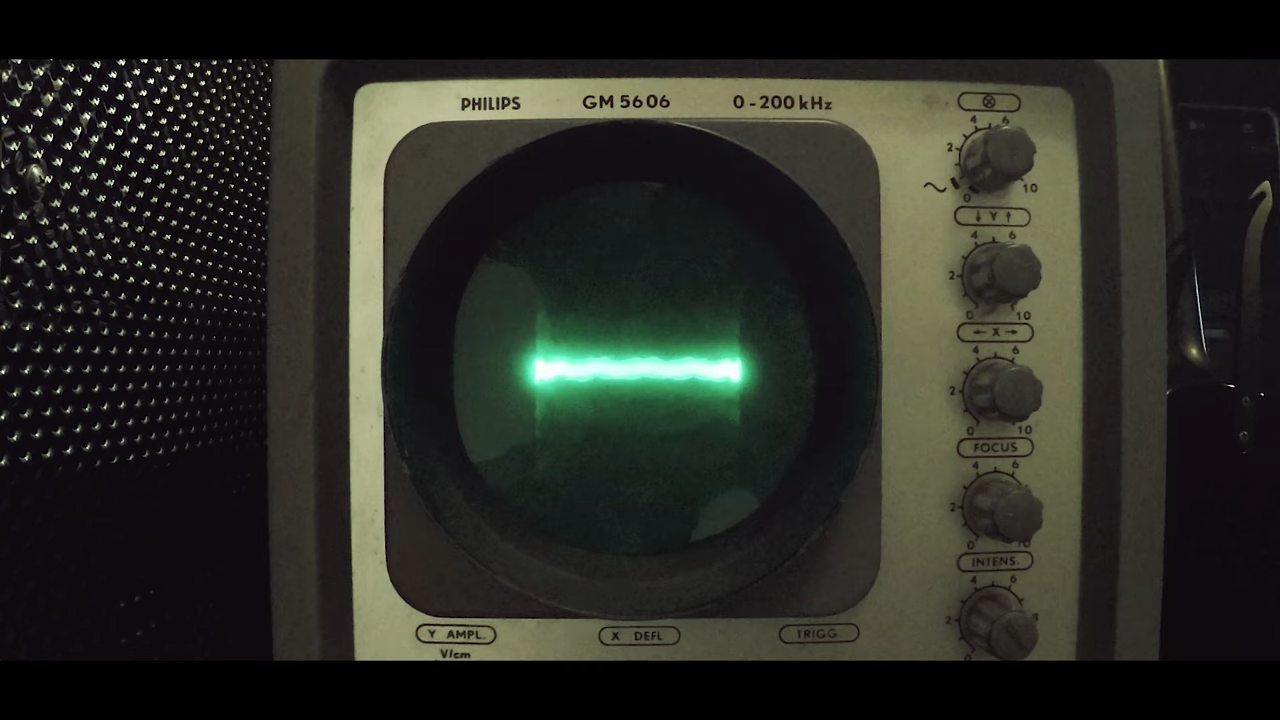 PHILIPS GM 5606 0-200 kHz
⊗
4 6
2
~ 0 10
↓ Y ↑
4 6
2
0 10
← X →
4 6
2
0 10
FOCUS
4 6
2
0 10
INTENS.
4 6
2
0
Y AMPL. X DEFL TRIGG
V/cm